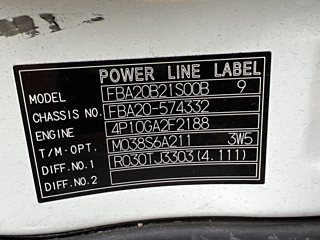 POWER LINE LABEL
MODEL FBA20B21S00B 9
CHASSIS NO. FBA20-574332
ENGINE 4P10GA2F2188
T/M·OPT. M038S6A211 3W5
DIFF.NO.1 R030TJ3303(4.111)
DIFF.NO.2